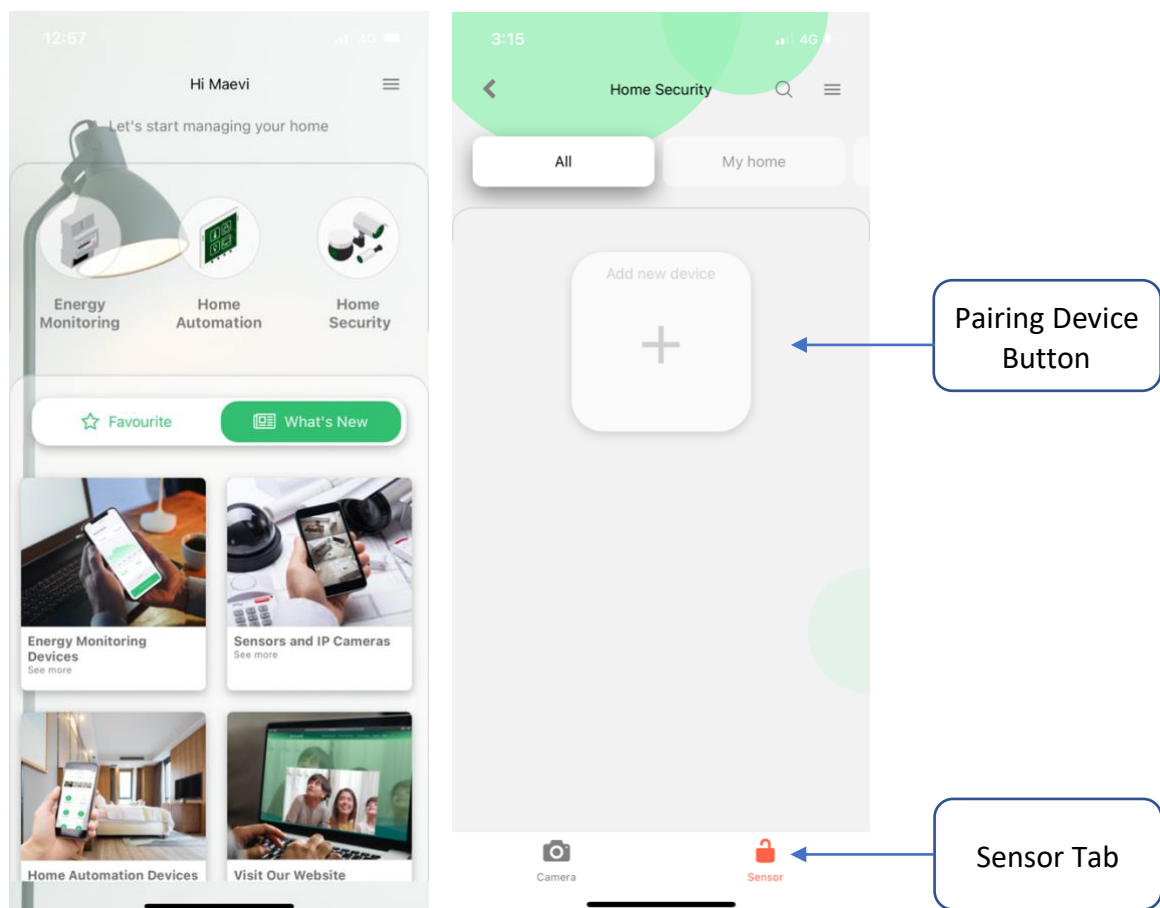 12:57
4G
Hi Maevi
Let's start managing your home
Energy
Monitoring
Home
Automation
Home
Security
Favourite
What's New
Energy Monitoring
Devices
See more
Sensors and IP Cameras
See more
Home Automation Devices
Visit Our Website
3:15
4G
Home Security
All
My home
Add new device
Camera
Sensor
Pairing Device
Button
Sensor Tab